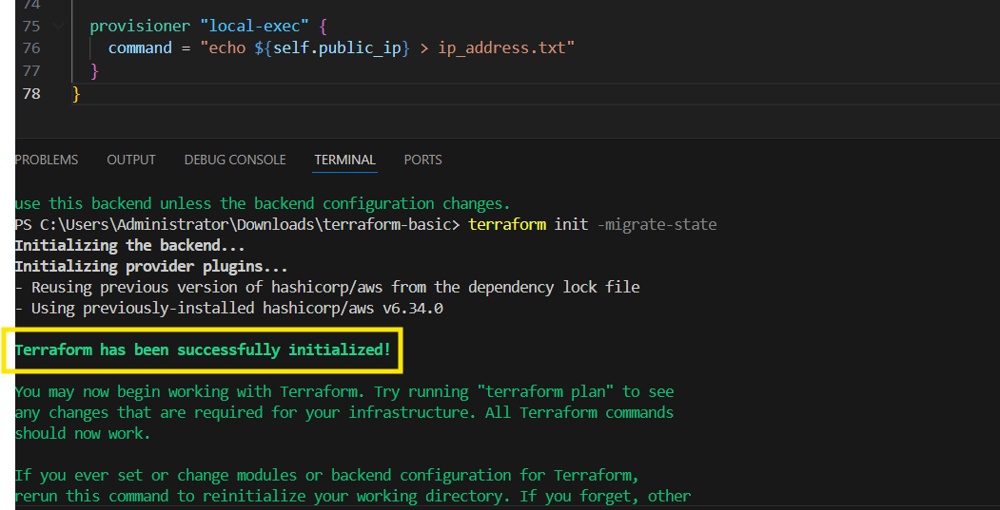 74
75 provisioner "local-exec" {
76 command = "echo ${self.public_ip} > ip_address.txt"
77 }
78 }
PROBLEMS OUTPUT DEBUG CONSOLE TERMINAL PORTS
use this backend unless the backend configuration changes.
PS C:\Users\Administrator\Downloads\terraform-basic> terraform init -migrate-state
Initializing the backend...
Initializing provider plugins...
- Reusing previous version of hashicorp/aws from the dependency lock file
- Using previously-installed hashicorp/aws v6.34.0
Terraform has been successfully initialized!
You may now begin working with Terraform. Try running "terraform plan" to see
any changes that are required for your infrastructure. All Terraform commands
should now work.
If you ever set or change modules or backend configuration for Terraform,
rerun this command to reinitialize your working directory. If you forget, other